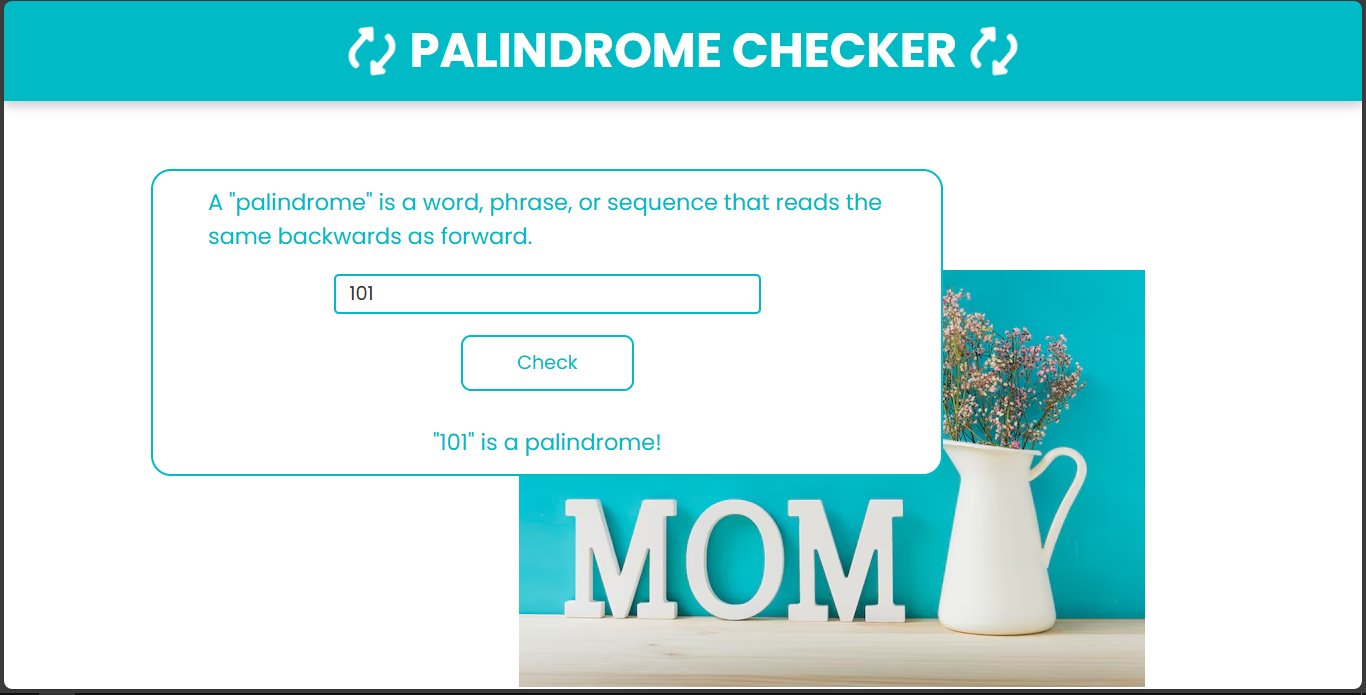 PALINDROME CHECKER
A "palindrome" is a word, phrase, or sequence that reads the
same backwards as forward.
101
Check
"101" is a palindrome!
MOM